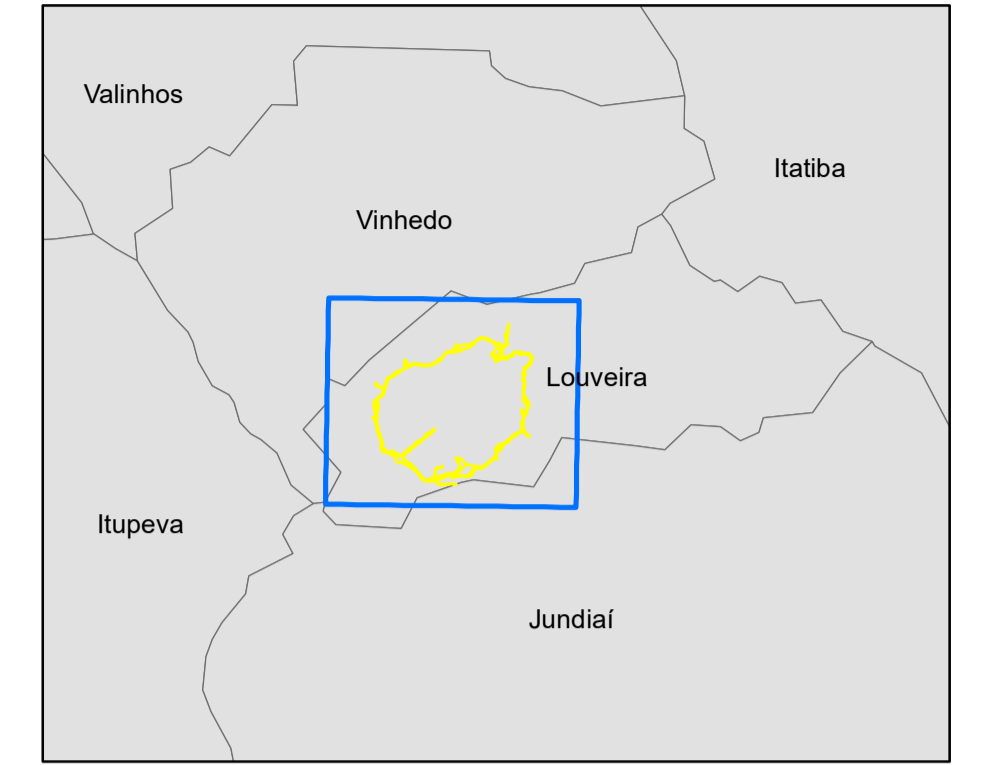 Valinhos
Itatiba
Vinhedo
Louveira
Itupeva
Jundiaí